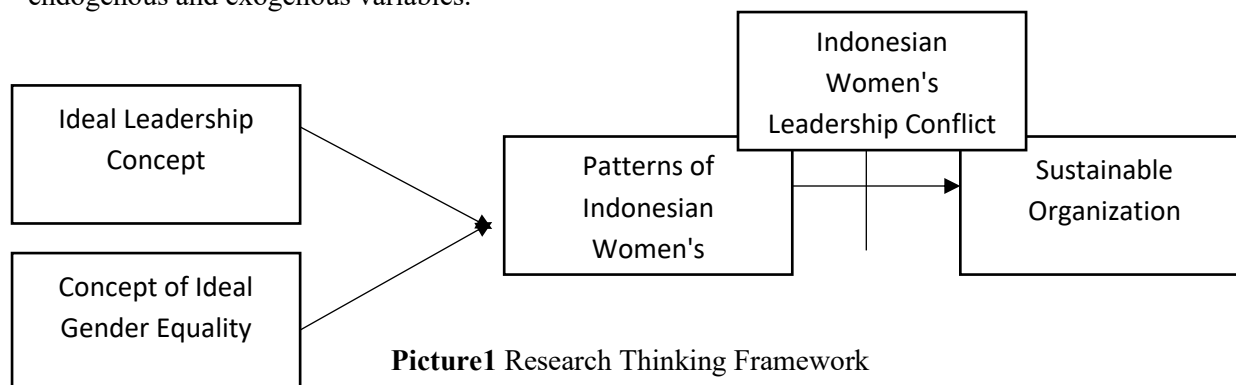 endogenous and exogenous variables.
Ideal Leadership
Concept
Concept of Ideal
Gender Equality
Patterns of
Indonesian
Women's
Indonesian
Women's
Leadership Conflict
Sustainable
Organization
Picture1 Research Thinking Framework